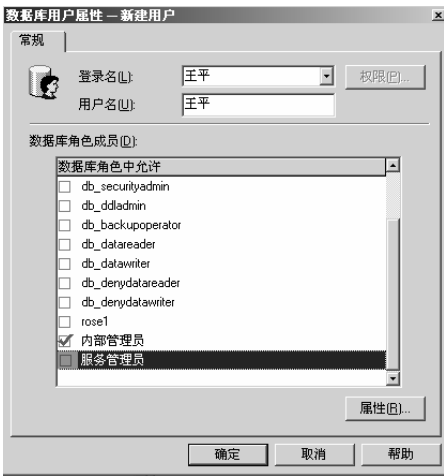 数据库用户属性 — 新建用户
常规
登录名(L): 王平 权限(P)...
用户名(U): 王平
数据库角色成员(D):
数据库角色中允许
db_securityadmin
db_ddladmin
db_backupoperator
db_datareader
db_datawriter
db_denydatareader
db_denydatawriter
rose1
内部管理员
服务管理员
属性(R)...
确定 取消 帮助